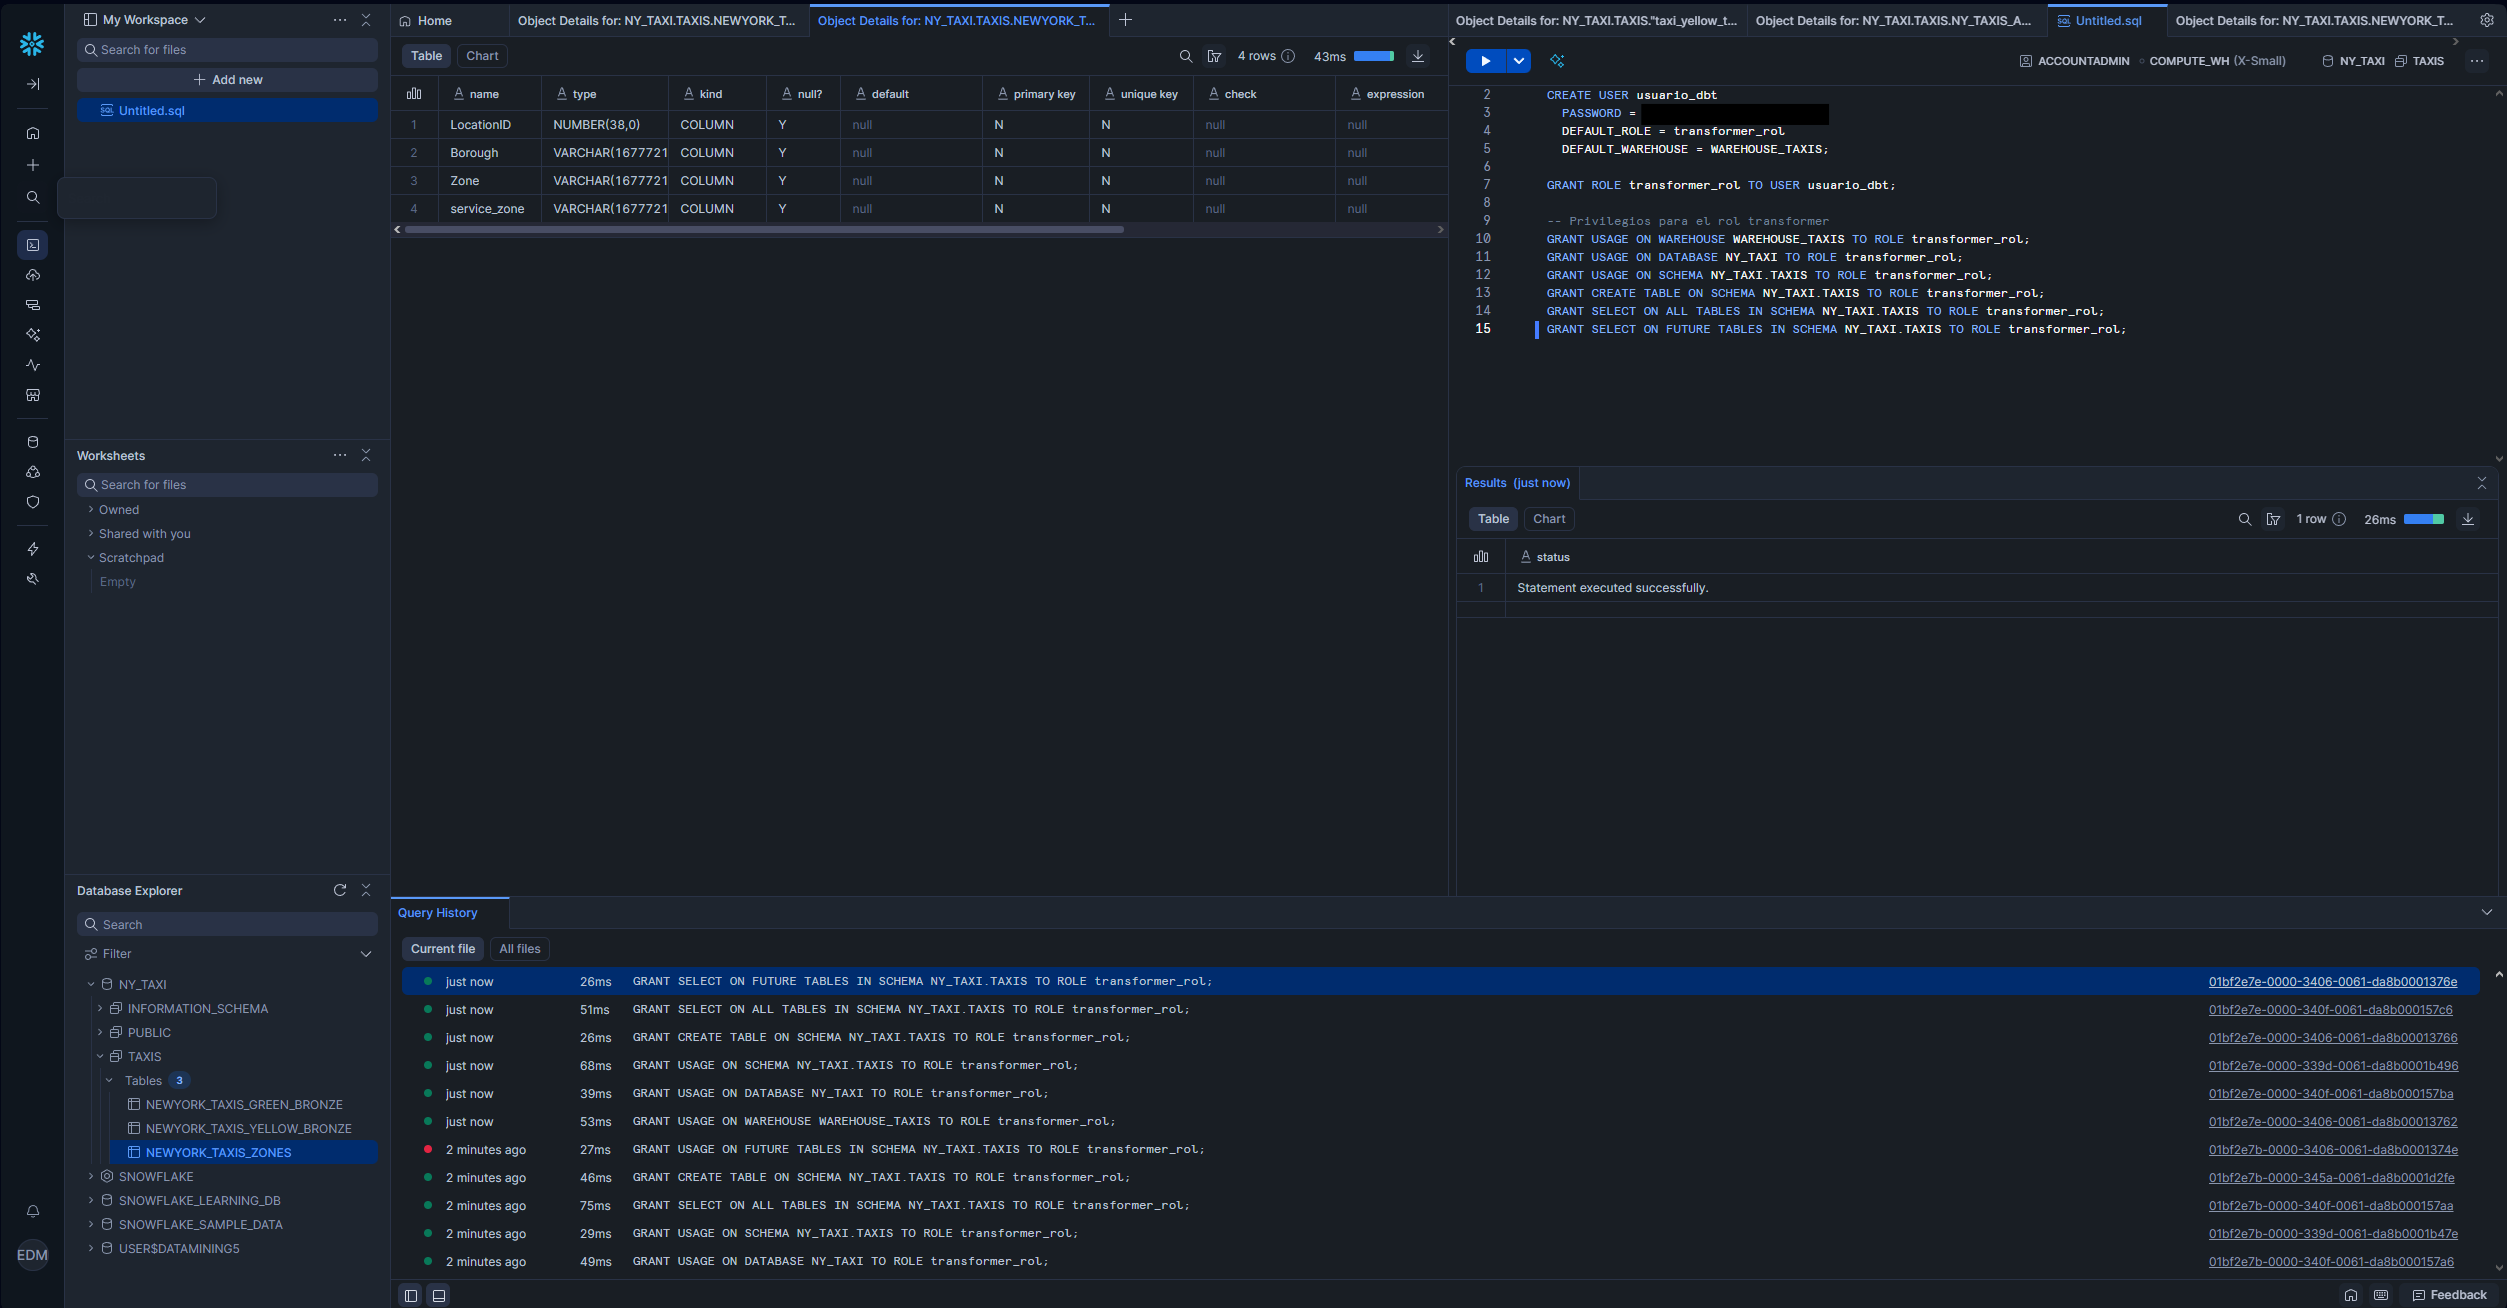 My Workspace
Search for files
Add new
Untitled.sql
Worksheets
Search for files
Owned
Shared with you
Scratchpad
Empty
Database Explorer
Search
Filter
NY_TAXI
INFORMATION_SCHEMA
PUBLIC
TAXIS
Tables 3
NEWYORK_TAXIS_GREEN_BRONZE
NEWYORK_TAXIS_YELLOW_BRONZE
NEWYORK_TAXIS_ZONES
SNOWFLAKE
SNOWFLAKE_LEARNING_DB
SNOWFLAKE_SAMPLE_DATA
USER$DATAMINING5
EDM
Home Object Details for: NY_TAXI.TAXIS.NEWYORK_T... Object Details for: NY_TAXI.TAXIS.NEWYORK_T...
Table Chart 4 rows 43ms
name type kind null? default primary key unique key check expression
1 LocationID NUMBER(38,0) COLUMN Y null N N null null
2 Borough VARCHAR(1677721 COLUMN Y null N N null null
3 Zone VARCHAR(1677721 COLUMN Y null N N null null
4 service_zone VARCHAR(1677721 COLUMN Y null N N null null
Object Details for: NY_TAXI.TAXIS."taxi_yellow_t... Object Details for: NY_TAXI.TAXIS.NY_TAXIS_A... Untitled.sql Object Details for: NY_TAXI.TAXIS.NEWYORK_T...
ACCOUNTADMIN COMPUTE_WH (X-Small) NY_TAXI TAXIS
2 CREATE USER usuario_dbt
3 PASSWORD =
4 DEFAULT_ROLE = transformer_rol
5 DEFAULT_WAREHOUSE = WAREHOUSE_TAXIS;
6
7 GRANT ROLE transformer_rol TO USER usuario_dbt;
8
9 -- Privilegios para el rol transformer
10 GRANT USAGE ON WAREHOUSE WAREHOUSE_TAXIS TO ROLE transformer_rol;
11 GRANT USAGE ON DATABASE NY_TAXI TO ROLE transformer_rol;
12 GRANT USAGE ON SCHEMA NY_TAXI.TAXIS TO ROLE transformer_rol;
13 GRANT CREATE TABLE ON SCHEMA NY_TAXI.TAXIS TO ROLE transformer_rol;
14 GRANT SELECT ON ALL TABLES IN SCHEMA NY_TAXI.TAXIS TO ROLE transformer_rol;
15 GRANT SELECT ON FUTURE TABLES IN SCHEMA NY_TAXI.TAXIS TO ROLE transformer_rol;
Results (just now)
Table Chart 1 row 26ms
status
1 Statement executed successfully.
Query History
Current file All files
just now 26ms GRANT SELECT ON FUTURE TABLES IN SCHEMA NY_TAXI.TAXIS TO ROLE transformer_rol; 01bf2e7e-0000-3406-0061-da8b0001376e
just now 51ms GRANT SELECT ON ALL TABLES IN SCHEMA NY_TAXI.TAXIS TO ROLE transformer_rol; 01bf2e7e-0000-340f-0061-da8b000157c6
just now 26ms GRANT CREATE TABLE ON SCHEMA NY_TAXI.TAXIS TO ROLE transformer_rol; 01bf2e7e-0000-3406-0061-da8b00013766
just now 68ms GRANT USAGE ON SCHEMA NY_TAXI.TAXIS TO ROLE transformer_rol; 01bf2e7e-0000-339d-0061-da8b0001b496
just now 39ms GRANT USAGE ON DATABASE NY_TAXI TO ROLE transformer_rol; 01bf2e7e-0000-340f-0061-da8b000157ba
just now 53ms GRANT USAGE ON WAREHOUSE WAREHOUSE_TAXIS TO ROLE transformer_rol; 01bf2e7e-0000-3406-0061-da8b00013762
2 minutes ago 27ms GRANT USAGE ON FUTURE TABLES IN SCHEMA NY_TAXI.TAXIS TO ROLE transformer_rol; 01bf2e7b-0000-3406-0061-da8b0001374e
2 minutes ago 46ms GRANT CREATE TABLE ON SCHEMA NY_TAXI.TAXIS TO ROLE transformer_rol; 01bf2e7b-0000-345a-0061-da8b0001d2fe
2 minutes ago 75ms GRANT SELECT ON ALL TABLES IN SCHEMA NY_TAXI.TAXIS TO ROLE transformer_rol; 01bf2e7b-0000-340f-0061-da8b000157aa
2 minutes ago 29ms GRANT USAGE ON SCHEMA NY_TAXI.TAXIS TO ROLE transformer_rol; 01bf2e7b-0000-339d-0061-da8b0001b47e
2 minutes ago 49ms GRANT USAGE ON DATABASE NY_TAXI TO ROLE transformer_rol; 01bf2e7b-0000-340f-0061-da8b000157a6
Feedback